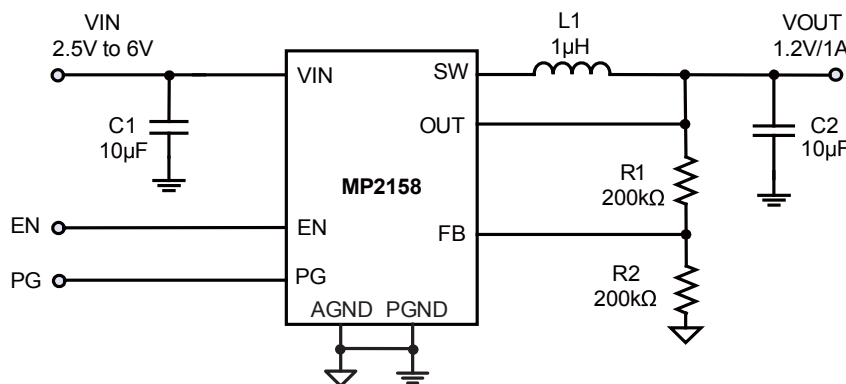 VIN
2.5V to 6V
L1
1μH
VOUT
1.2V/1A
VIN
SW
C1
10μF
OUT
C2
10μF
R1
200kΩ
MP2158
EN
EN
FB
PG
PG
R2
200kΩ
AGND
PGND